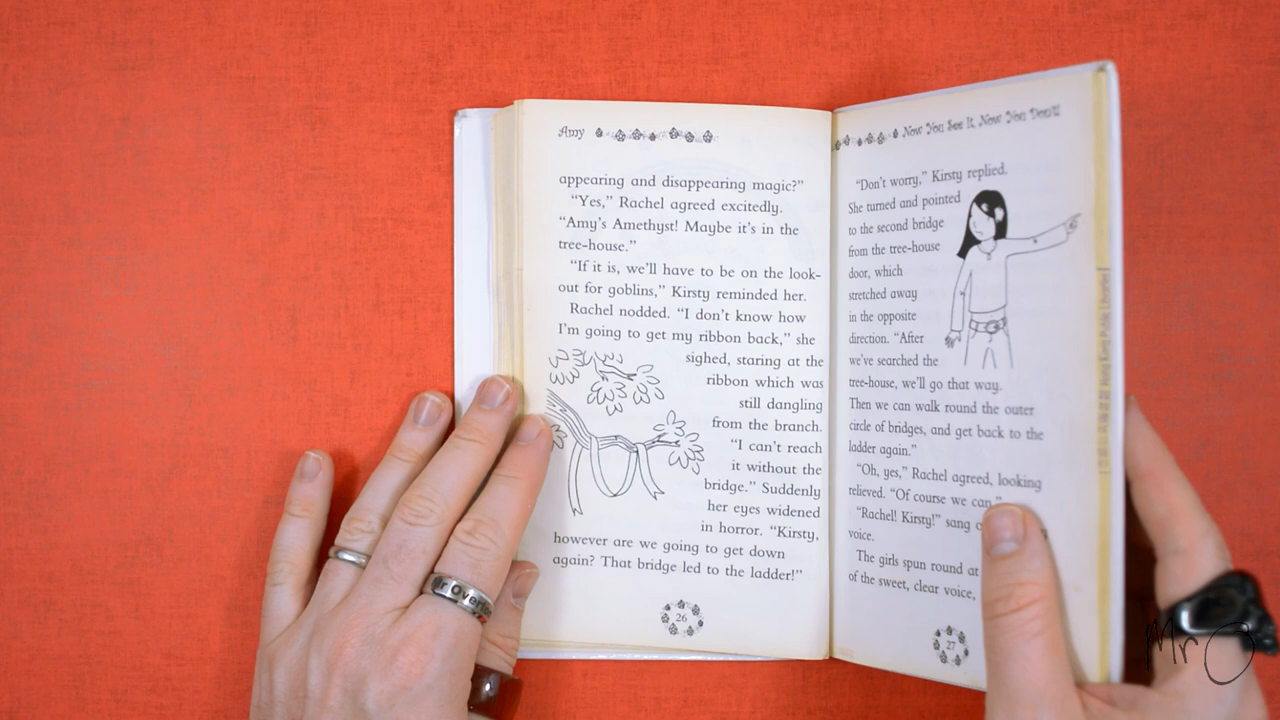 Amy
appearing and disappearing magic?”
“Yes,” Rachel agreed excitedly.
“Amy’s Amethyst! Maybe it’s in the
tree-house.”
“If it is, we’ll have to be on the look-
out for goblins,” Kirsty reminded her.
Rachel nodded. “I don’t know how
I’m going to get my ribbon back,” she
sighed, staring at the
ribbon which was
still dangling
from the branch.
“I can’t reach
it without the
bridge.” Suddenly
her eyes widened
in horror. “Kirsty,
however are we going to get down
again? That bridge led to the ladder!”
26
Now You See It, Now You Don’t!
“Don’t worry,” Kirsty replied.
She turned and pointed
to the second bridge
from the tree-house
door, which
stretched away
in the opposite
direction. “After
we’ve searched the
tree-house, we’ll go that way.
Then we can walk round the outer
circle of bridges, and get back to the
ladder again.”
“Oh, yes,” Rachel agreed, looking
relieved. “Of course we can.”
“Rachel! Kirsty!” sang
voice.
The girls spun round at
of the sweet, clear voice,
27
Hong Kong Public Libraries
Mr Over
Mr O